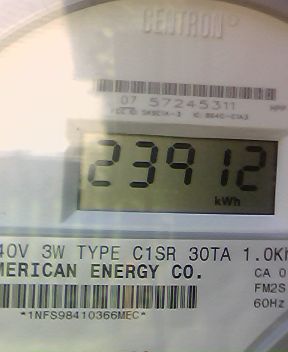 CENTRON®
07 57245311
23912
kWh
40V 3W TYPE C1SR 30TA 1.0Kh
MERICAN ENERGY CO.
CA 0
FM2S
60Hz
*1NFS98410366MEC*